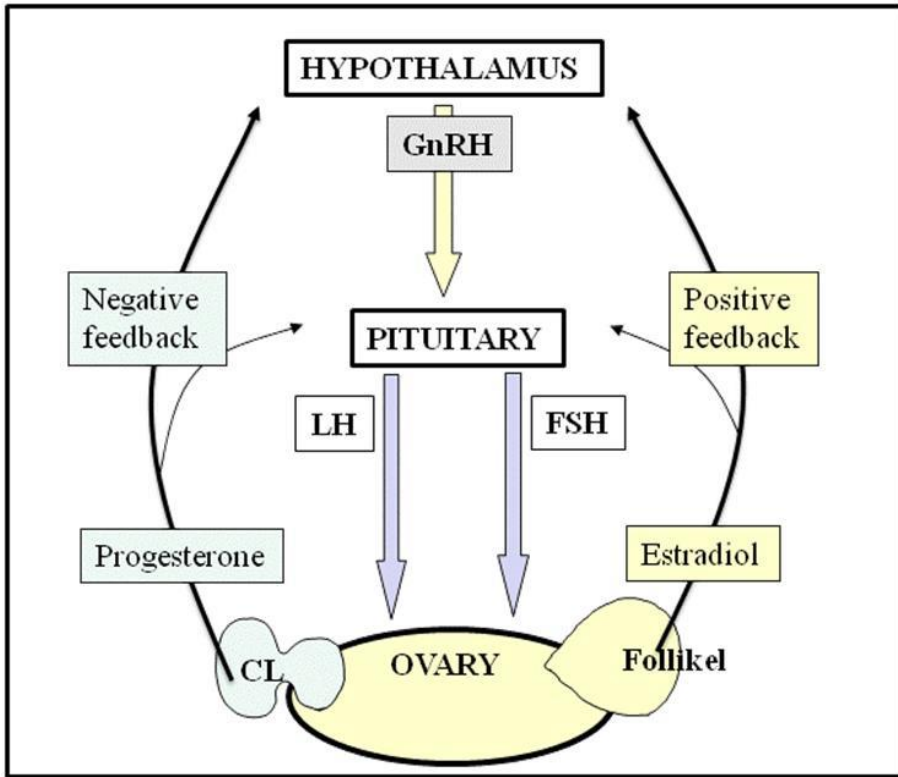 HYPOTHALAMUS
GnRH
Negative
feedback
Positive
feedback
PITUITARY
LH
FSH
Progesterone
Estradiol
CL
OVARY
Follikel